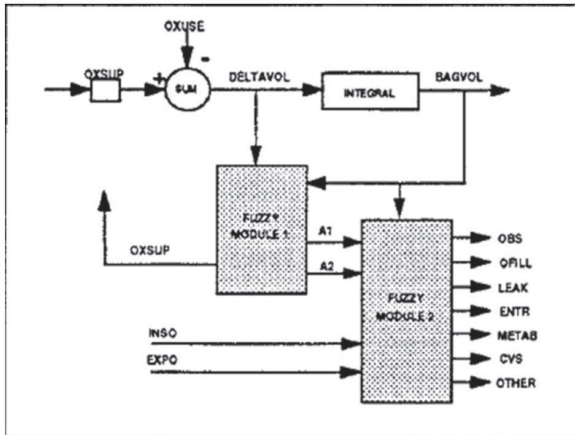 OXUSE
OXSUP
+
-
SUM
DELTAVOL
INTEGRAL
BAGVOL
FUZZY
MODULE 1
OXSUP
A1
A2
FUZZY
MODULE 2
INSO
EXPO
OBS
OFILL
LEAK
ENTR
METAB
CVS
OTHER